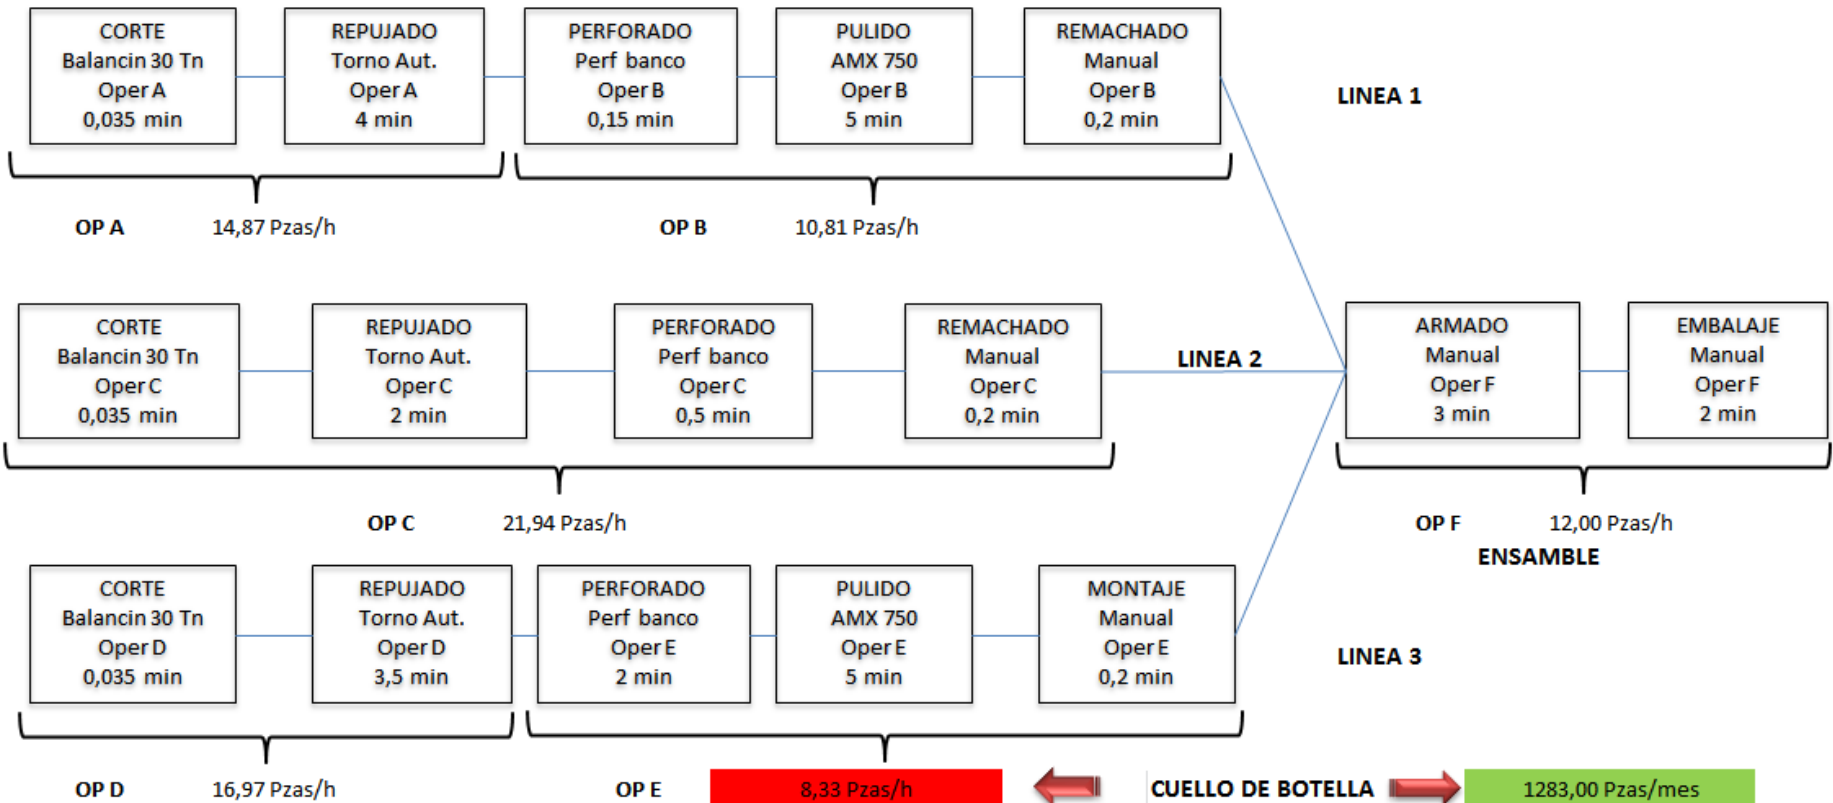 CORTE
Balancin 30 Tn
Oper A
0,035 min
REPUJADO
Torno Aut.
Oper A
4 min
PERFORADO
Perf banco
Oper B
0,15 min
PULIDO
AMX 750
Oper B
5 min
REMACHADO
Manual
Oper B
0,2 min
LINEA 1
OP A 14,87 Pzas/h
OP B 10,81 Pzas/h
CORTE
Balancin 30 Tn
Oper C
0,035 min
REPUJADO
Torno Aut.
Oper C
2 min
PERFORADO
Perf banco
Oper C
0,5 min
REMACHADO
Manual
Oper C
0,2 min
LINEA 2
ARMADO
Manual
Oper F
3 min
EMBALAJE
Manual
Oper F
2 min
OP C 21,94 Pzas/h
OP F 12,00 Pzas/h
ENSAMBLE
CORTE
Balancin 30 Tn
Oper D
0,035 min
REPUJADO
Torno Aut.
Oper D
3,5 min
PERFORADO
Perf banco
Oper E
2 min
PULIDO
AMX 750
Oper E
5 min
MONTAJE
Manual
Oper E
0,2 min
LINEA 3
OP D 16,97 Pzas/h
OP E 8,33 Pzas/h
CUELLO DE BOTELLA
1283,00 Pzas/mes